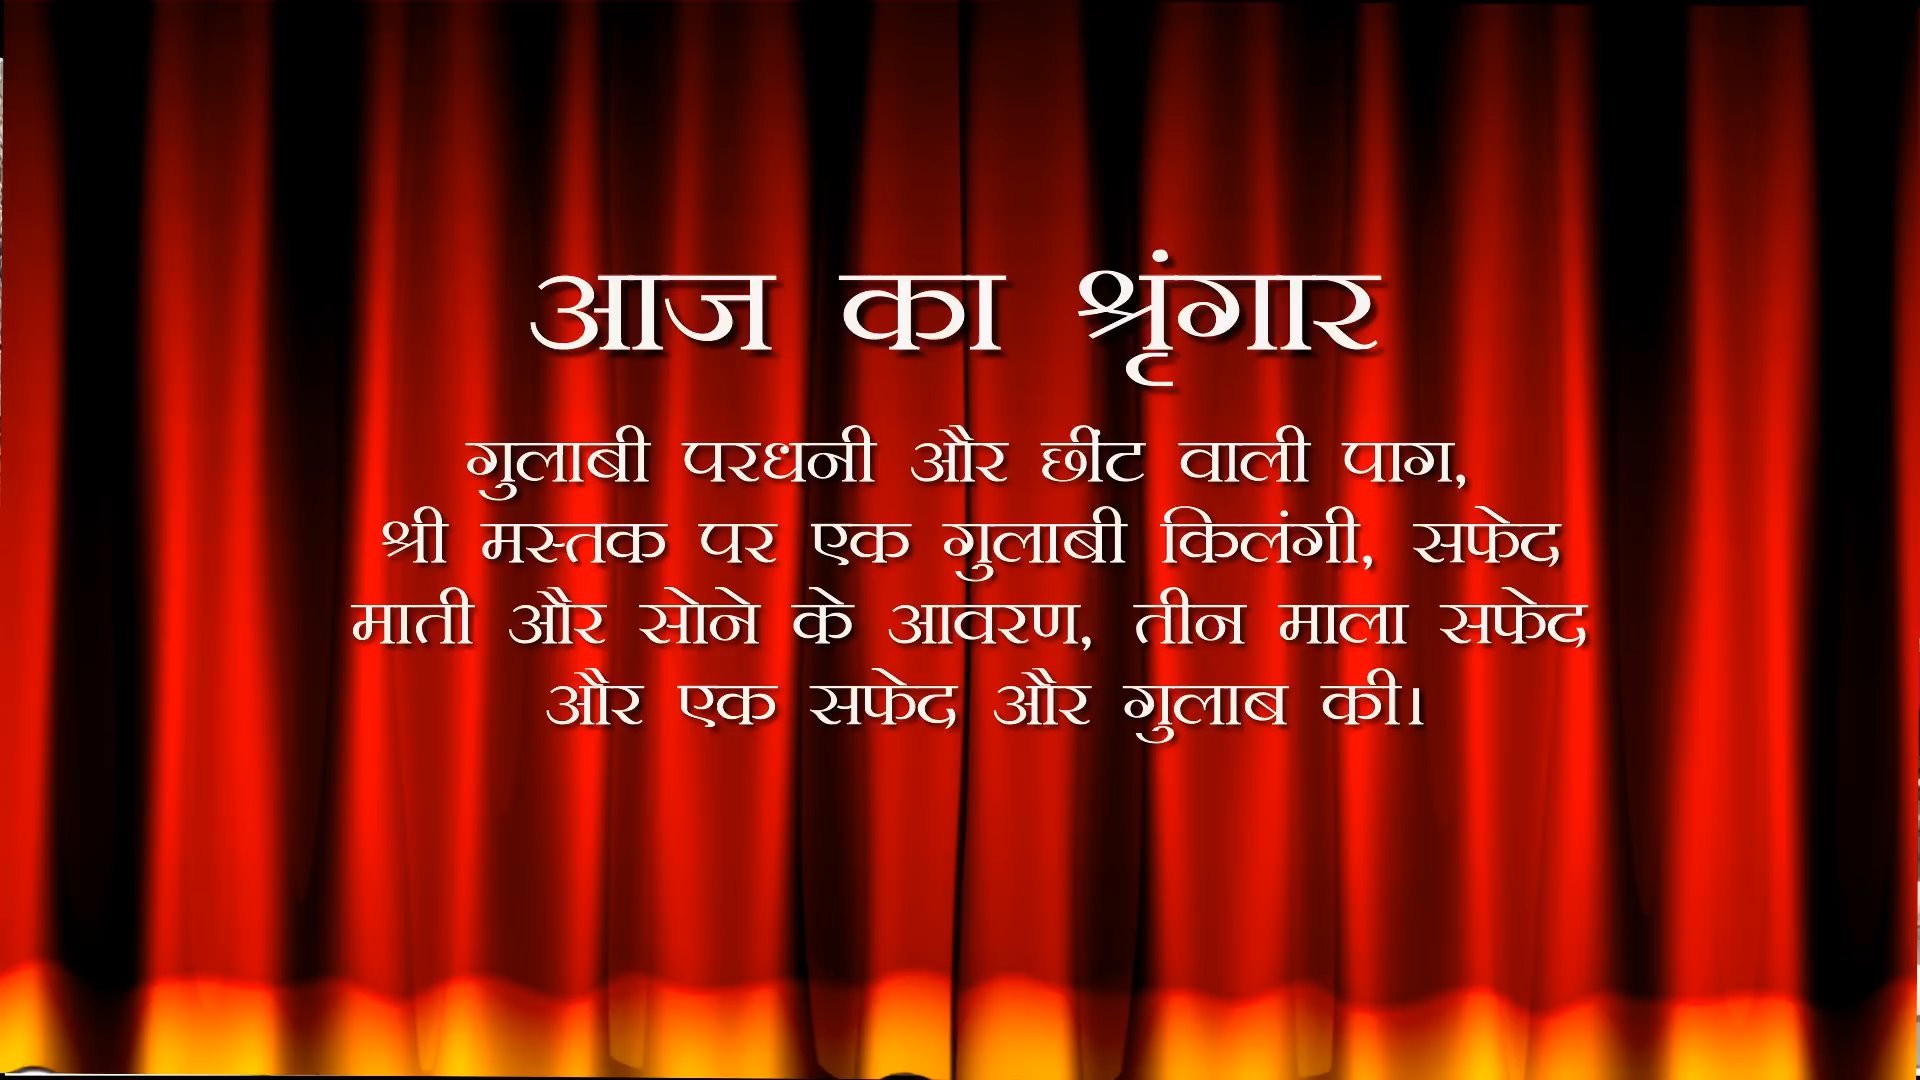 आज का श्रृंगार
गुलाबी परधनी और छींट वाली पाग,
श्री मस्तक पर एक गुलाबी किलंगी, सफेद
माती और सोने के आवरण, तीन माला सफेद
और एक सफेद और गुलाब की।